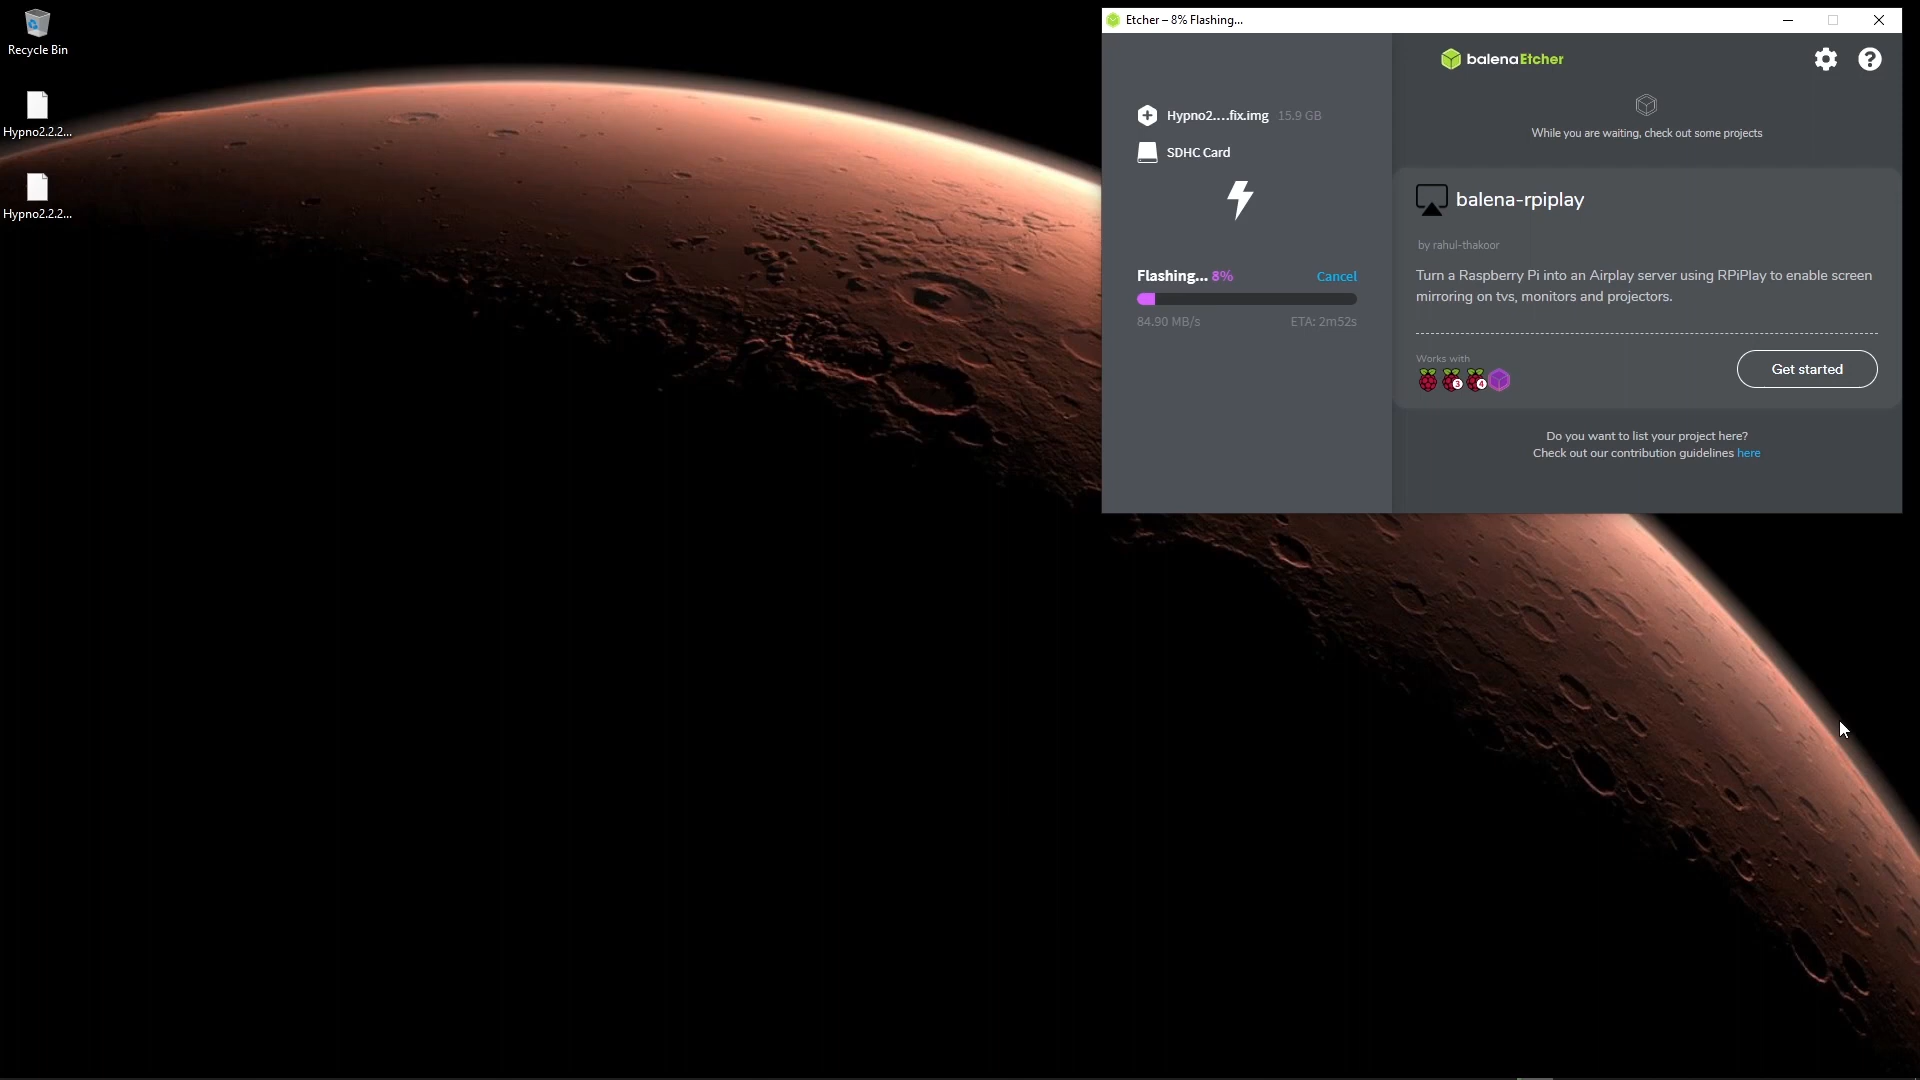 Recycle Bin
Hypno2.2.2...
Hypno2.2.2...
Etcher – 8% Flashing...
balenaEtcher
Hypno2....fix.img 15.9 GB
SDHC Card
Flashing... 8% Cancel
84.90 MB/s ETA: 2m52s
While you are waiting, check out some projects
balena-rpiplay
by rahul-thakoor
Turn a Raspberry Pi into an Airplay server using RPiPlay to enable screen
mirroring on tvs, monitors and projectors.
Works with
3 4
Get started
Do you want to list your project here?
Check out our contribution guidelines here